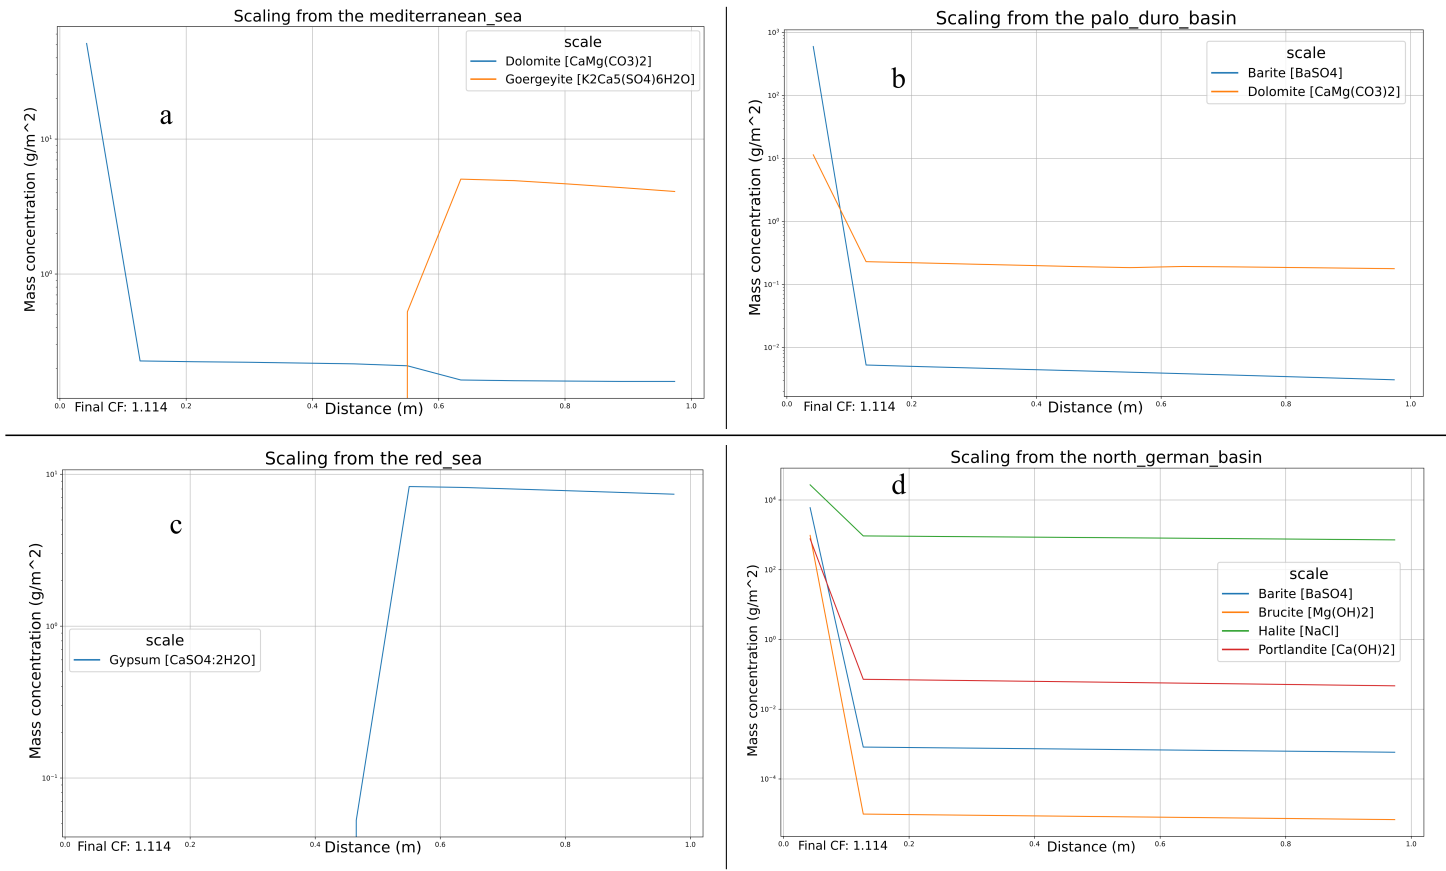 Scaling from the mediterranean_sea
scale
Dolomite [CaMg(CO3)2]
Goergeyite [K2Ca5(SO4)6H2O]
a
Mass concentration (g/m^2)
10^1
10^0
0.0 0.2 0.4 0.6 0.8 1.0
Final CF: 1.114
Distance (m)
Scaling from the palo_duro_basin
scale
Barite [BaSO4]
Dolomite [CaMg(CO3)2]
b
Mass concentration (g/m^2)
10^3
10^2
10^1
10^0
10^-1
10^-2
0.0 0.2 0.4 0.6 0.8 1.0
Final CF: 1.114
Distance (m)
Scaling from the red_sea
c
scale
Gypsum [CaSO4:2H2O]
Mass concentration (g/m^2)
10^1
10^0
10^-1
0.0 0.2 0.4 0.6 0.8 1.0
Final CF: 1.114
Distance (m)
Scaling from the north_german_basin
d
scale
Barite [BaSO4]
Brucite [Mg(OH)2]
Halite [NaCl]
Portlandite [Ca(OH)2]
Mass concentration (g/m^2)
10^4
10^2
10^0
10^-2
10^-4
0.0 0.2 0.4 0.6 0.8 1.0
Final CF: 1.114
Distance (m)